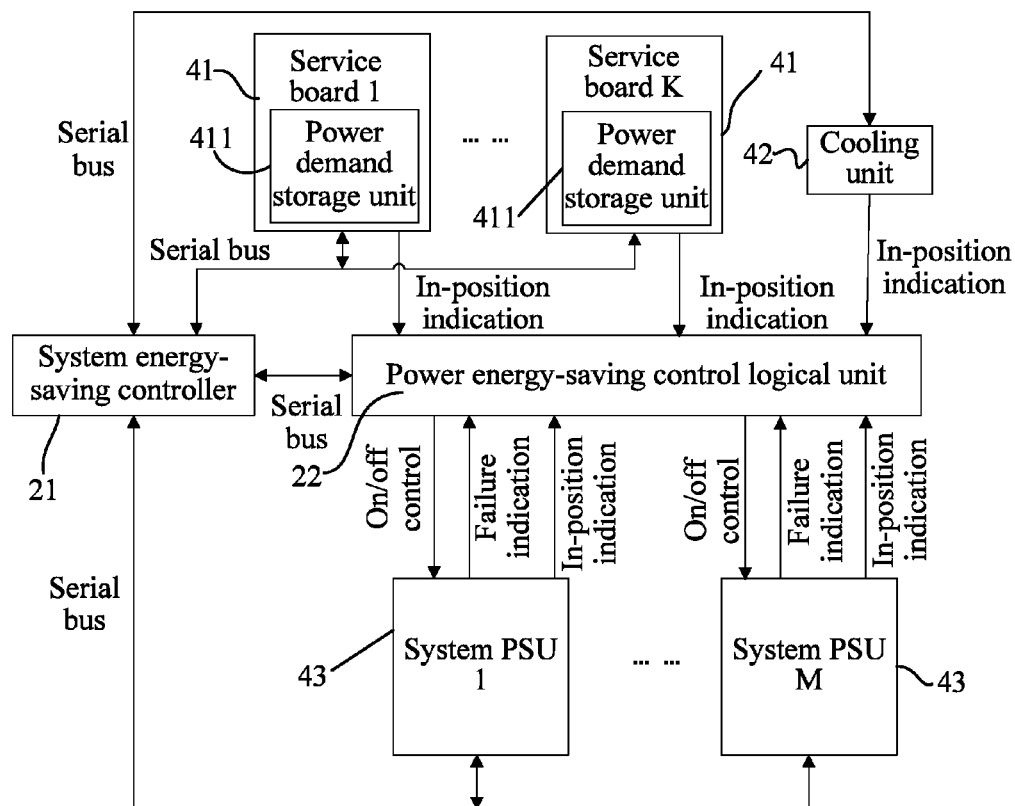 Service
board 1
41
Power
demand
storage unit
411
... ...
Service
board K
41
Power
demand
storage unit
411
Cooling
unit
42
Serial
bus
Serial bus
In-position
indication
In-position
indication
In-position
indication
System energy-
saving controller
21
Serial
bus
Power energy-saving control logical unit
22
On/off
control
Failure
indication
In-position
indication
On/off
control
Failure
indication
In-position
indication
Serial
bus
System PSU
1
43
... ...
System PSU
M
43